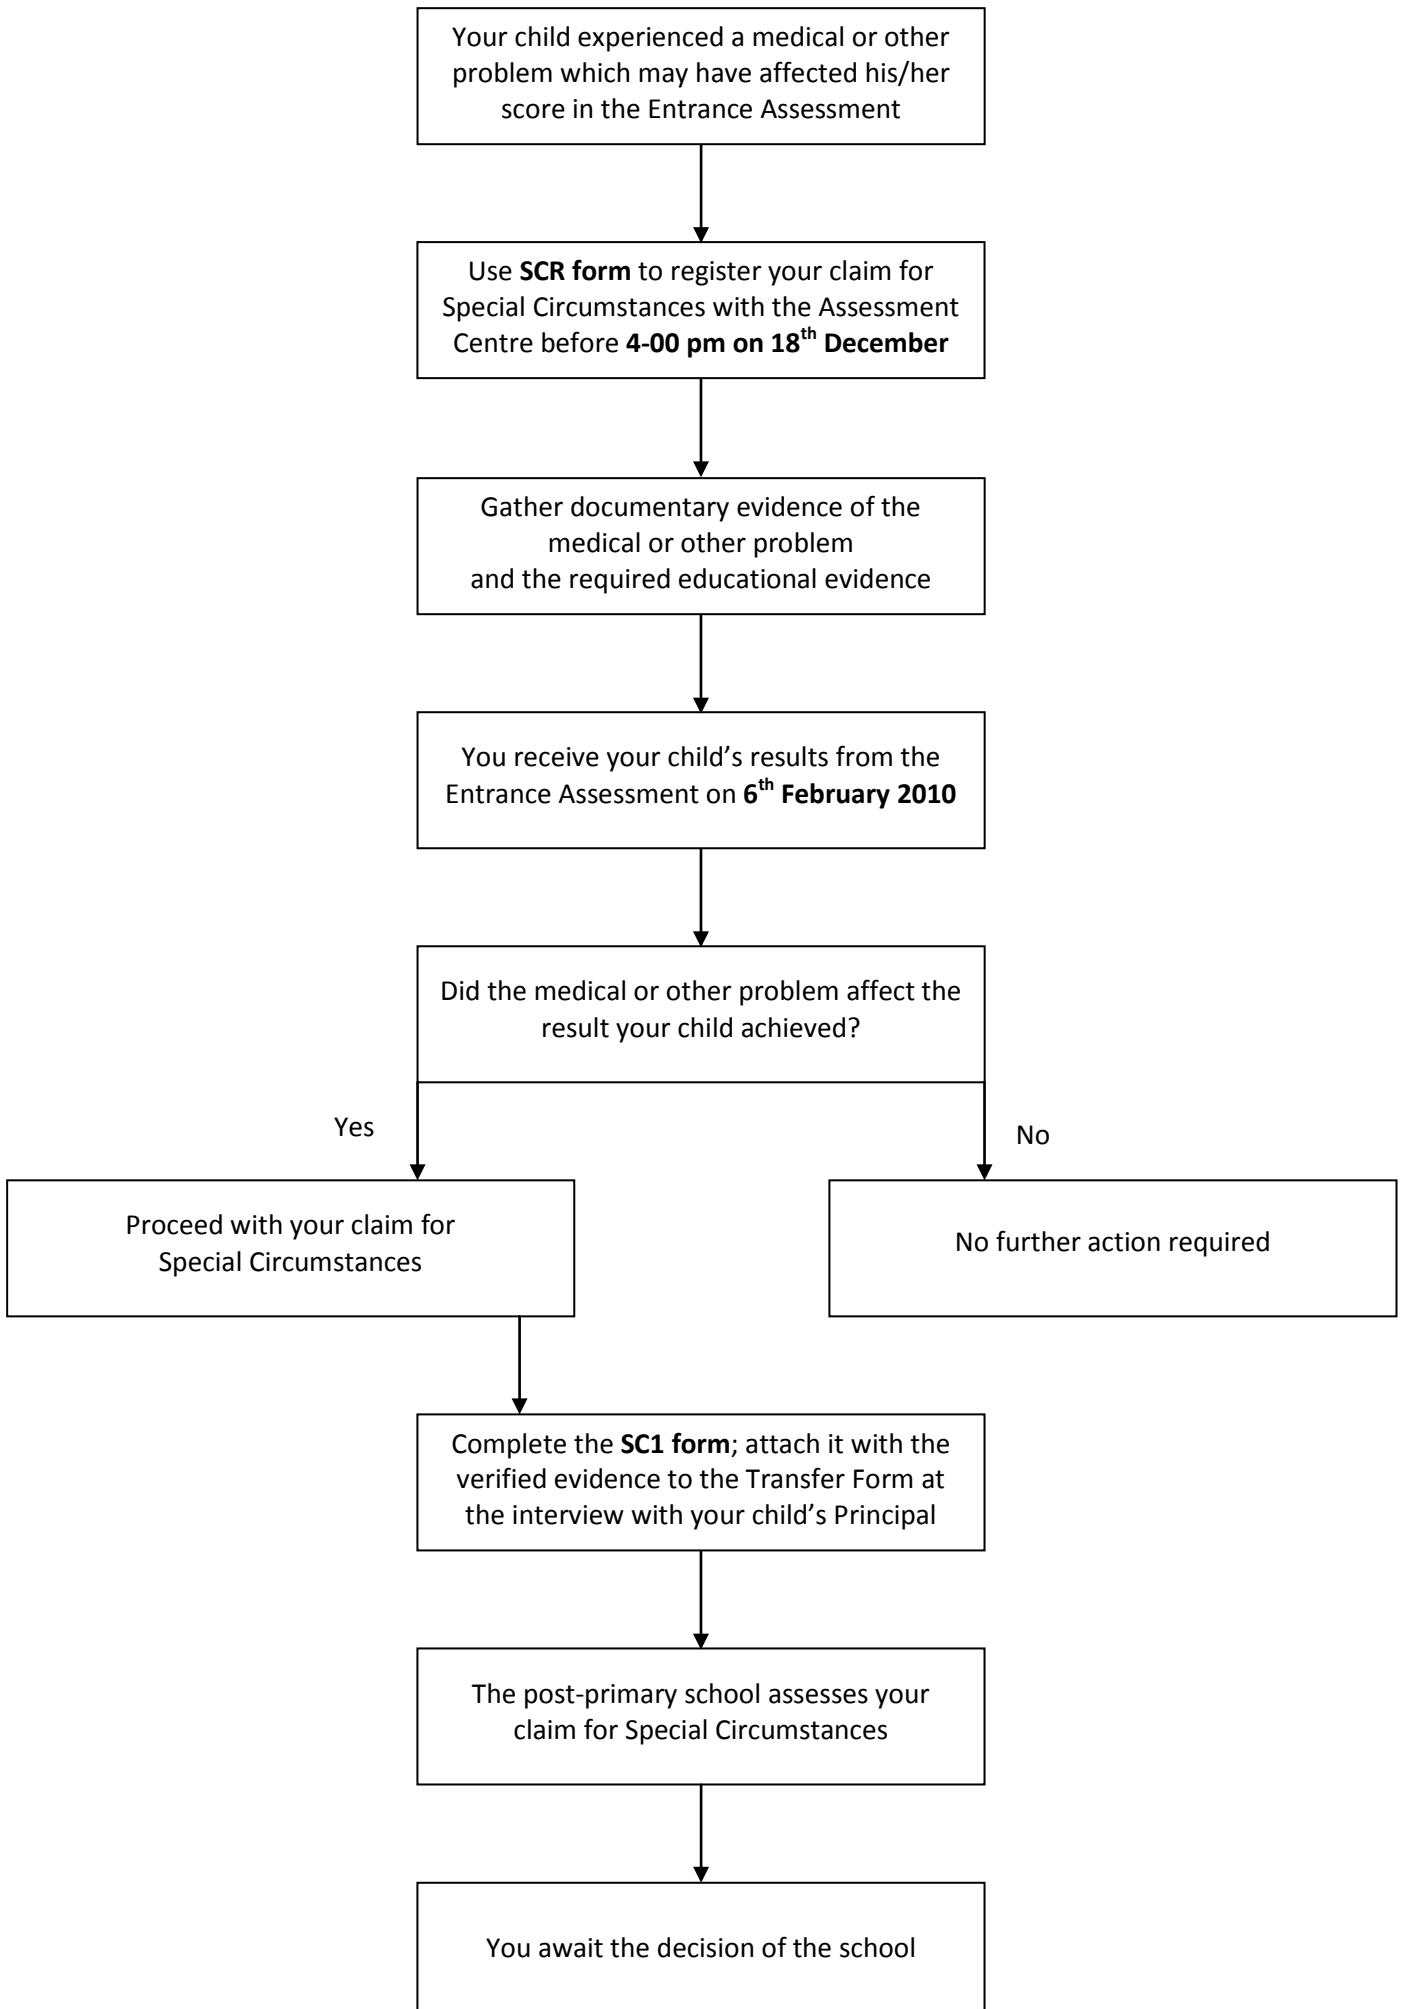 Your child experienced a medical or other
problem which may have affected his/her
score in the Entrance Assessment
Use SCR form to register your claim for
Special Circumstances with the Assessment
Centre before 4-00 pm on 18th December
Gather documentary evidence of the
medical or other problem
and the required educational evidence
You receive your child’s results from the
Entrance Assessment on 6th February 2010
Did the medical or other problem affect the
result your child achieved?
Yes
No
Proceed with your claim for
Special Circumstances
No further action required
Complete the SC1 form; attach it with the
verified evidence to the Transfer Form at
the interview with your child’s Principal
The post-primary school assesses your
claim for Special Circumstances
You await the decision of the school